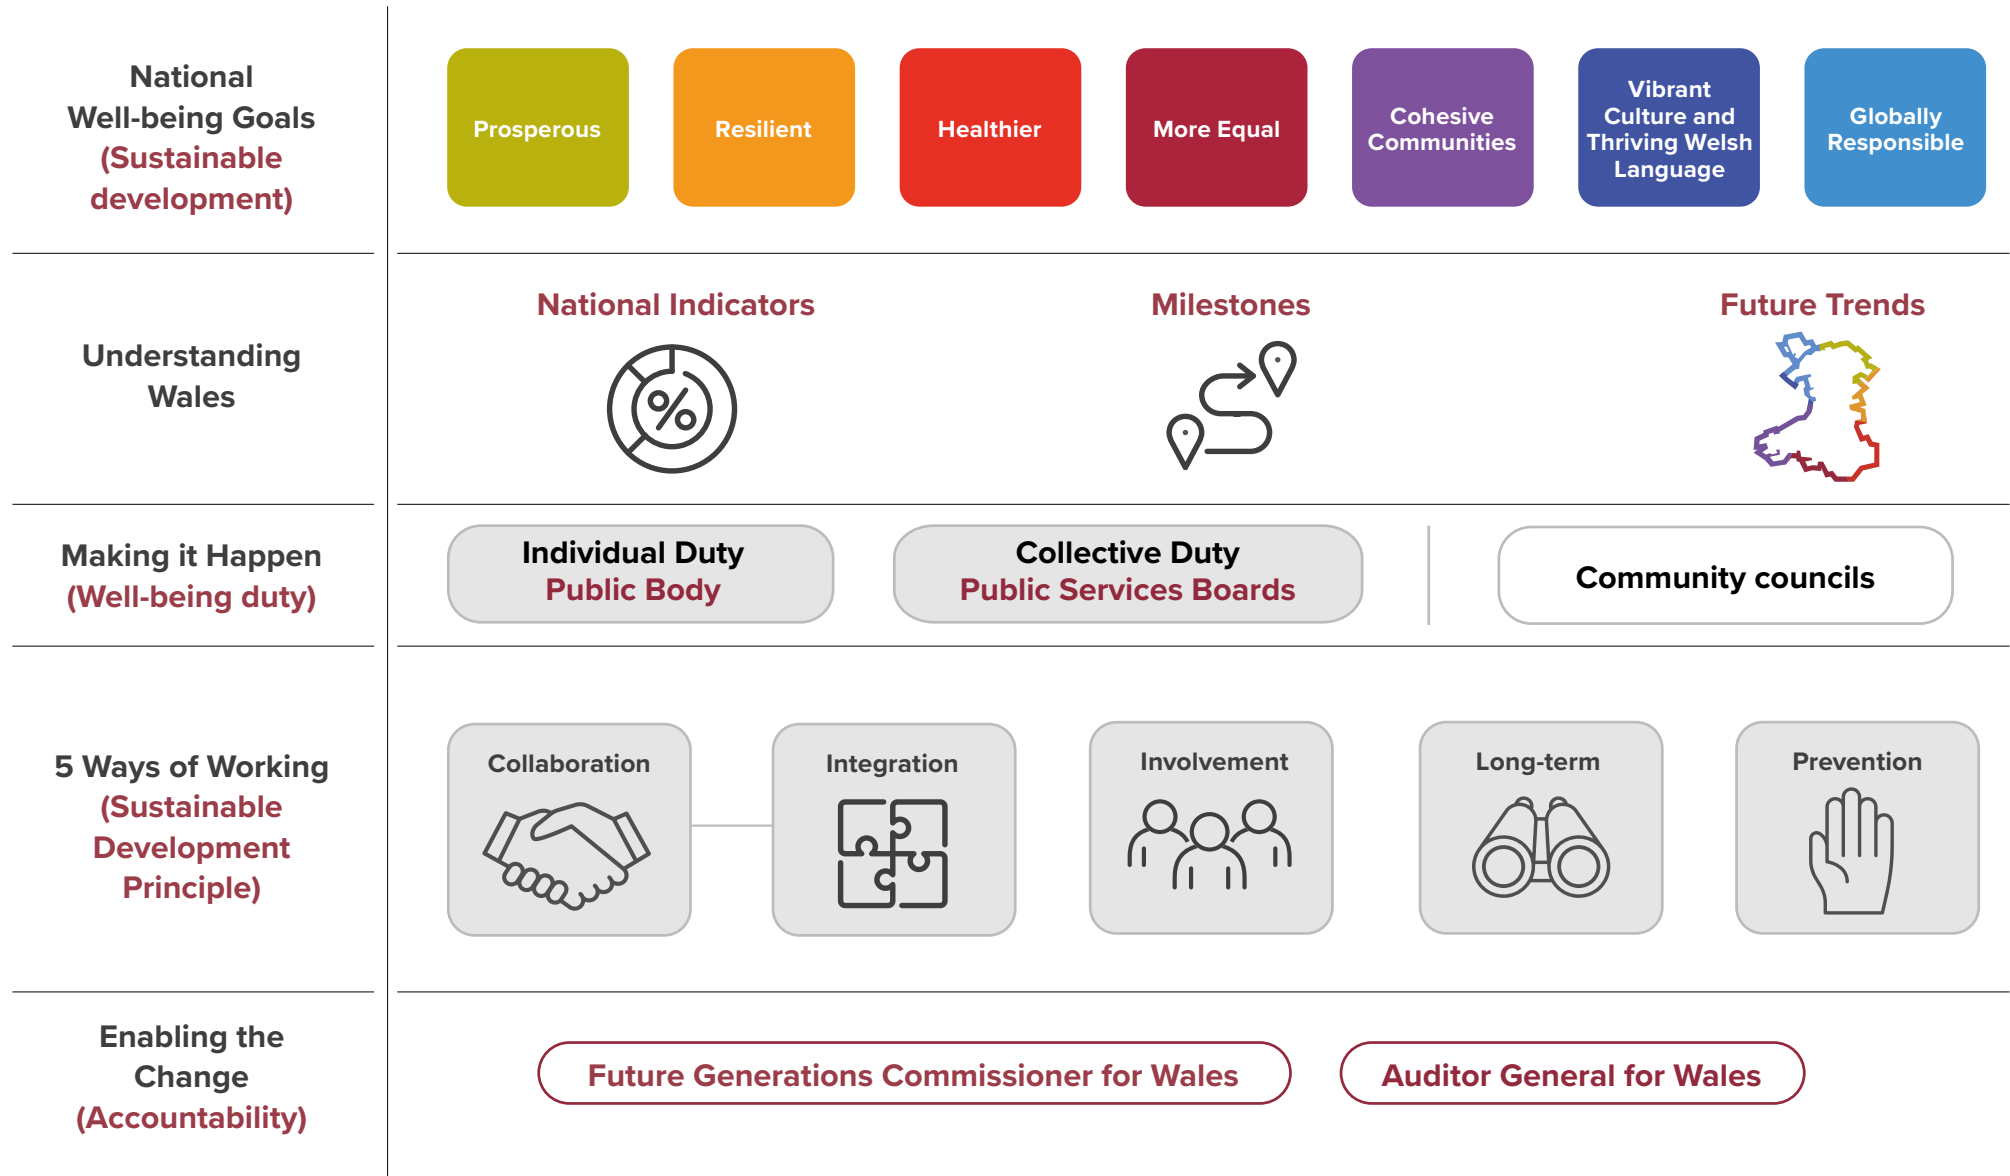 National
Well-being Goals
(Sustainable
development)
Prosperous
Resilient
Healthier
More Equal
Cohesive
Communities
Vibrant
Culture and
Thriving Welsh
Language
Globally
Responsible
Understanding
Wales
National Indicators
%
Milestones
Future Trends
Making it Happen
(Well-being duty)
Individual Duty
Public Body
Collective Duty
Public Services Boards
Community councils
5 Ways of Working
(Sustainable
Development
Principle)
Collaboration
Integration
Involvement
Long-term
Prevention
Enabling the
Change
(Accountability)
Future Generations Commissioner for Wales
Auditor General for Wales